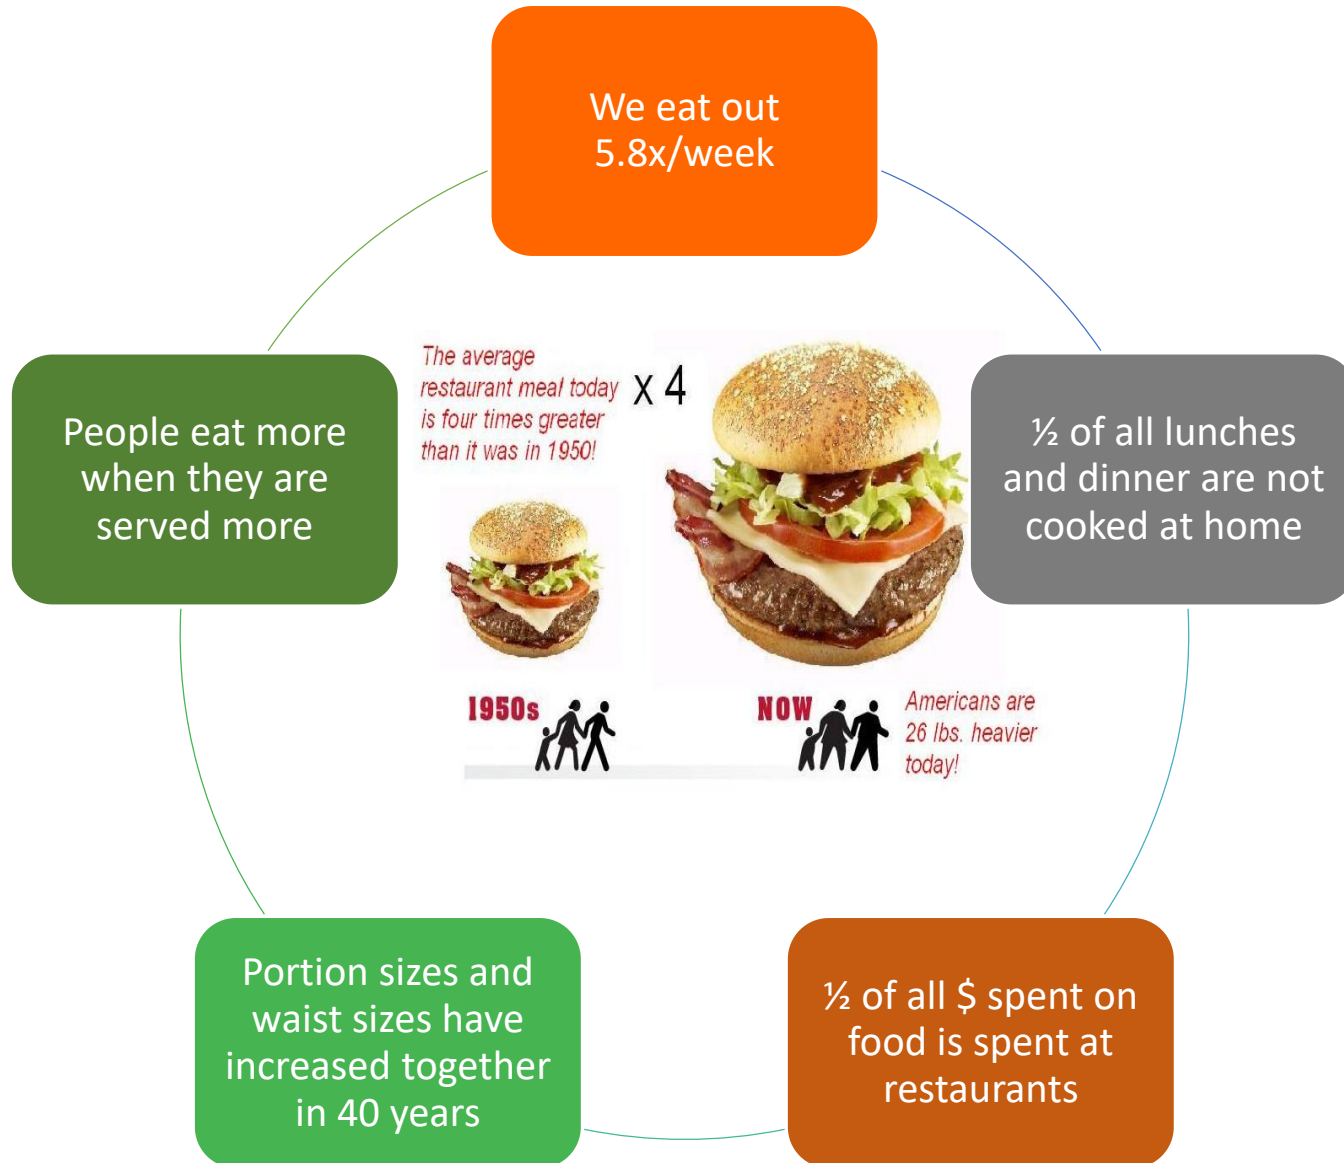 We eat out
5.8x/week
The average
restaurant meal today
is four times greater
than it was in 1950!
x 4
People eat more
when they are
served more
½ of all lunches
and dinner are not
cooked at home
1950s
NOW
Americans are
26 lbs. heavier
today!
Portion sizes and
waist sizes have
increased together
in 40 years
½ of all $ spent on
food is spent at
restaurants